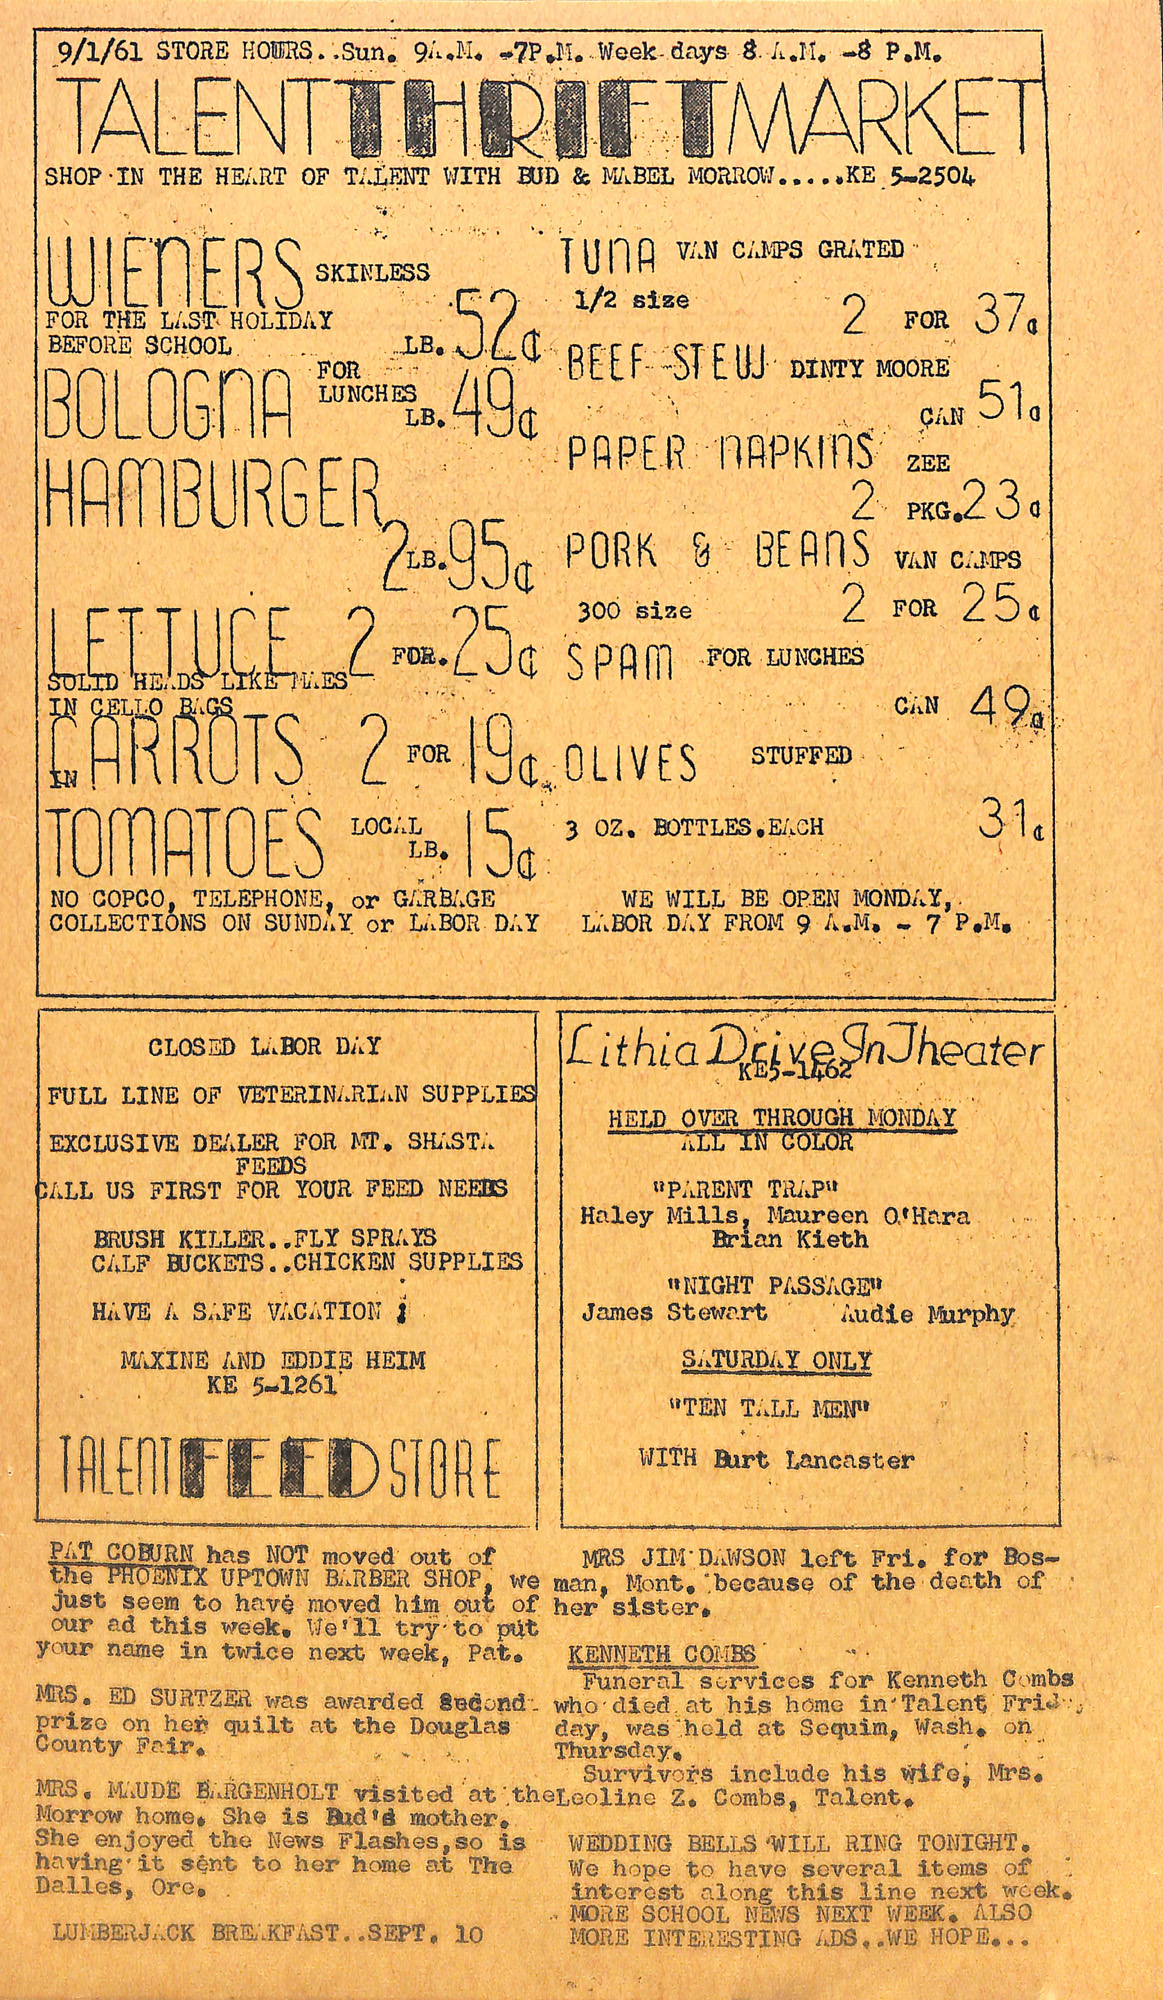 9/1/61 STORE HOURS..Sun. 9A.M. -7P.M. Week days 8 A.M. -8 P.M.
TALENT THRIFT MARKET
SHOP IN THE HEART OF TALENT WITH BUD & MABEL MORROW.....KE 5-2504
WIENERS SKINLESS
FOR THE LAST HOLIDAY
BEFORE SCHOOL LB. 52¢
BOLOGNA FOR
LUNCHES
LB. 49¢
HAMBURGER
2 LB. 95¢
LETTUCE 2 FOR. 25¢
SOLID HEADS LIKE MAES
IN CELLO BAGS
CARROTS 2 FOR 19¢
IN
TOMATOES LOCAL
LB. 15¢
NO COPCO, TELEPHONE, or GARBAGE
COLLECTIONS ON SUNDAY or LABOR DAY
TUNA VAN CAMPS GRATED
1/2 size 2 FOR 37¢
BEEF STEW DINTY MOORE
CAN 51¢
PAPER NAPKINS ZEE
2 PKG. 23¢
PORK & BEANS VAN CAMPS
300 size 2 FOR 25¢
SPAM FOR LUNCHES
CAN 49¢
OLIVES STUFFED
3 OZ. BOTTLES.EACH 31¢
WE WILL BE OPEN MONDAY,
LABOR DAY FROM 9 A.M. - 7 P.M.
CLOSED LABOR DAY
FULL LINE OF VETERINARIAN SUPPLIES
EXCLUSIVE DEALER FOR MT. SHASTA
FEEDS
CALL US FIRST FOR YOUR FEED NEEDS
BRUSH KILLER..FLY SPRAYS
CALF BUCKETS..CHICKEN SUPPLIES
HAVE A SAFE VACATION !
MAXINE AND EDDIE HEIM
KE 5-1261
TALENT FEED STORE
Lithia Drive In Theater
KE5-1462
HELD OVER THROUGH MONDAY
ALL IN COLOR
"PARENT TRAP"
Haley Mills, Maureen O'Hara
Brian Kieth
"NIGHT PASSAGE"
James Stewart Audie Murphy
SATURDAY ONLY
"TEN TALL MEN"
WITH Burt Lancaster
PAT COBURN has NOT moved out of
the PHOENIX UPTOWN BARBER SHOP, we
just seem to have moved him out of
our ad this week. We'll try to put
your name in twice next week, Pat.
MRS. ED SURTZER was awarded second
prize on her quilt at the Douglas
County Fair.
MRS. MAUDE BARGENHOLT visited at the
Morrow home. She is Bud's mother.
She enjoyed the News Flashes,so is
having it sent to her home at The
Dalles, Ore.
LUMBERJACK BREAKFAST..SEPT. 10
MRS JIM DAWSON left Fri. for Bos-
man, Mont. because of the death of
her sister.
KENNETH COMBS
Funeral services for Kenneth Combs
who died at his home in Talent Fri-
day, was held at Sequim, Wash. on
Thursday.
Survivors include his wife, Mrs.
Leoline Z. Combs, Talent.
WEDDING BELLS WILL RING TONIGHT.
We hope to have several items of
interest along this line next week.
MORE SCHOOL NEWS NEXT WEEK. ALSO
MORE INTERESTING ADS..WE HOPE...